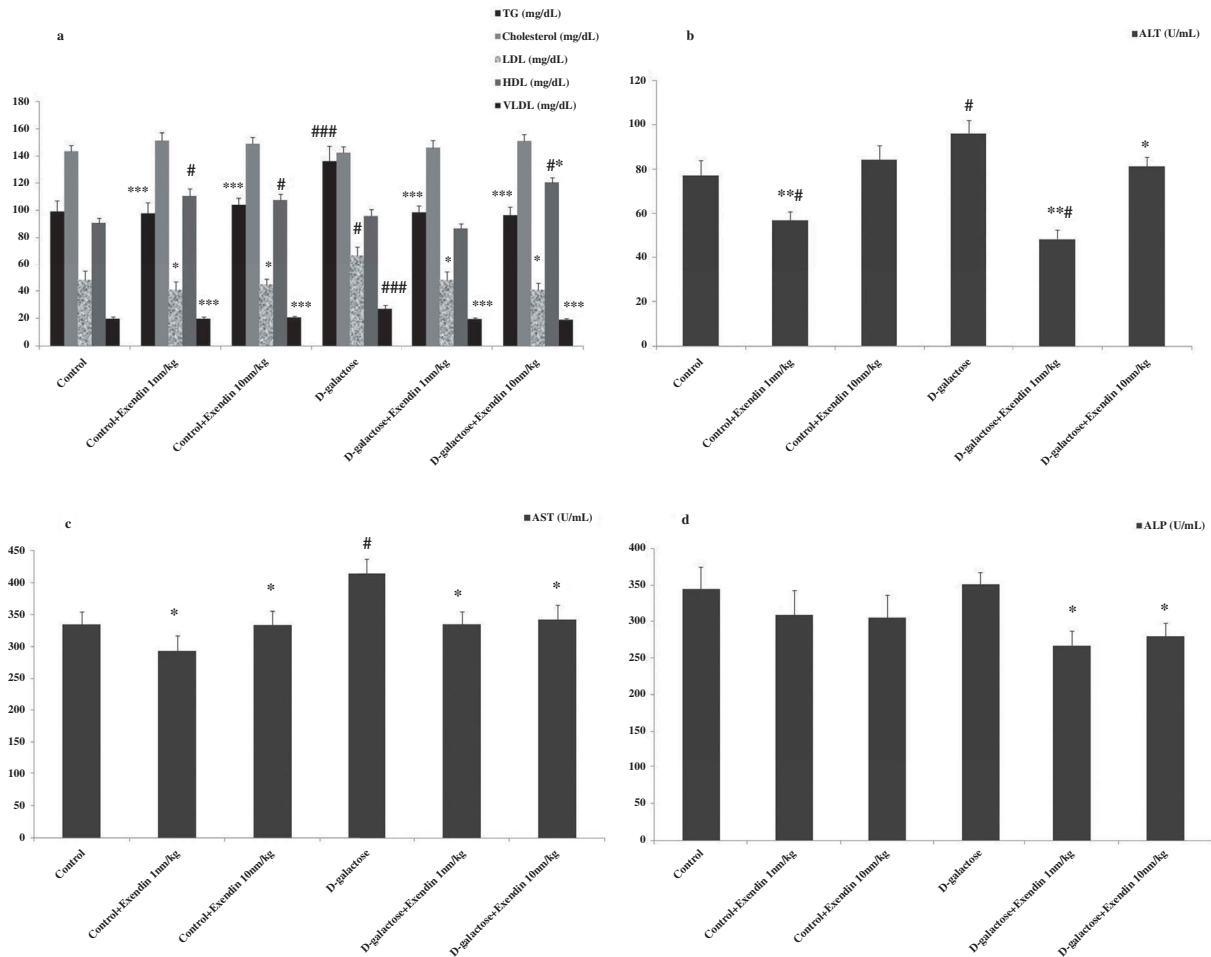 a
TG (mg/dL)
Cholesterol (mg/dL)
LDL (mg/dL)
HDL (mg/dL)
VLDL (mg/dL)
180
160
140
120
100
80
60
40
20
0
*** # * ***
*** # * ***
### # ###
*** * ***
*** #* * ***
Control
Control+Exendin 1nm/kg
Control+Exendin 10nm/kg
D-galactose
D-galactose+Exendin 1nm/kg
D-galactose+Exendin 10nm/kg
b
ALT (U/mL)
120
100
80
60
40
20
0
**#
#
**#
*
Control
Control+Exendin 1nm/kg
Control+Exendin 10nm/kg
D-galactose
D-galactose+Exendin 1nm/kg
D-galactose+Exendin 10nm/kg
c
AST (U/mL)
450
400
350
300
250
200
150
100
50
0
*
*
#
*
*
Control
Control+Exendin 1nm/kg
Control+Exendin 10nm/kg
D-galactose
D-galactose+Exendin 1nm/kg
D-galactose+Exendin 10nm/kg
d
ALP (U/mL)
400
350
300
250
200
150
100
50
0
*
*
Control
Control+Exendin 1nm/kg
Control+Exendin 10nm/kg
D-galactose
D-galactose+Exendin 1nm/kg
D-galactose+Exendin 10nm/kg